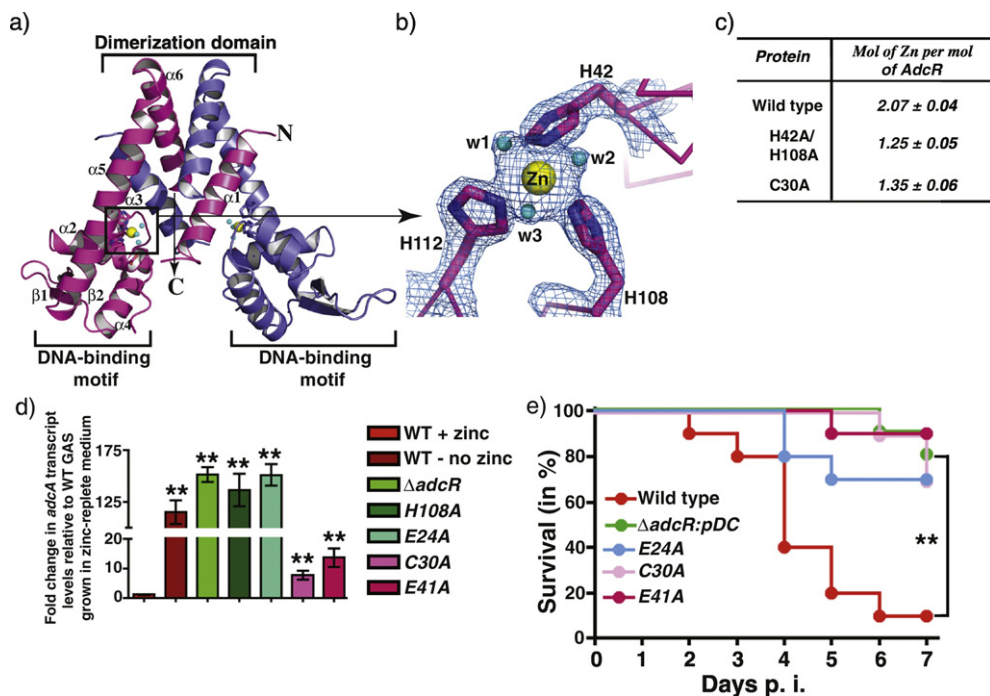 a)
Dimerization domain
α6
N
α5
α3
α1
α2
C
β1
β2
α4
DNA-binding
motif
DNA-binding
motif
b)
H42
w1
w2
Zn
w3
H112
H108
c)
Protein
Mol of Zn per mol
of AdcR
Wild type
2.07 ± 0.04
H42A/
H108A
1.25 ± 0.05
C30A
1.35 ± 0.06
d)
Fold change in adcA transcript
levels relative to WT GAS
grown in zinc-replete medium
175
125
20
10
0
**
**
**
**
**
**
WT + zinc
WT - no zinc
ΔadcR
H108A
E24A
C30A
E41A
e)
Survival (in %)
100
80
60
40
20
0
Wild type
ΔadcR:pDC
E24A
C30A
E41A
**
0 1 2 3 4 5 6 7
Days p. i.